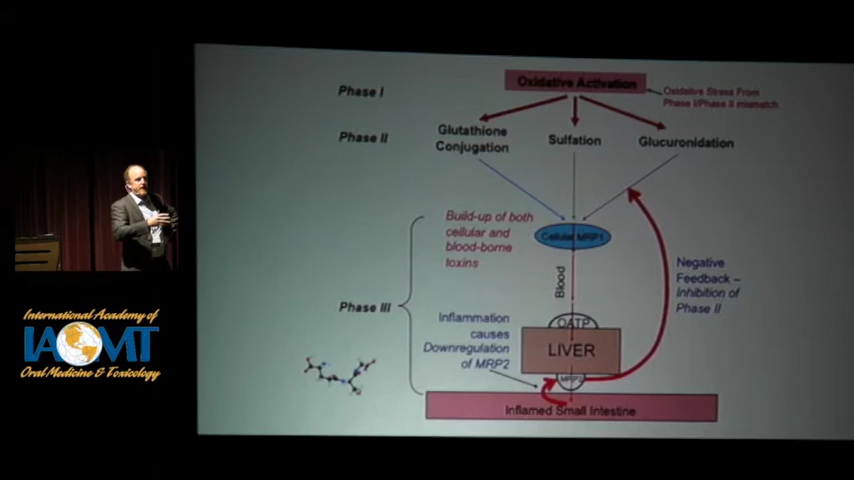 Phase I
Oxidative Activation
Oxidative Stress From
Phase I/Phase II mismatch
Phase II
Glutathione
Conjugation
Sulfation
Glucuronidation
Build-up of both
cellular and
blood-borne
toxins
Cellular MRP1
Blood
Negative
Feedback –
Inhibition of
Phase II
Phase III
Inflammation
causes
Downregulation
of MRP2
OATP
LIVER
MRP2
Inflamed Small Intestine
International Academy of
IAOMT
Oral Medicine & Toxicology